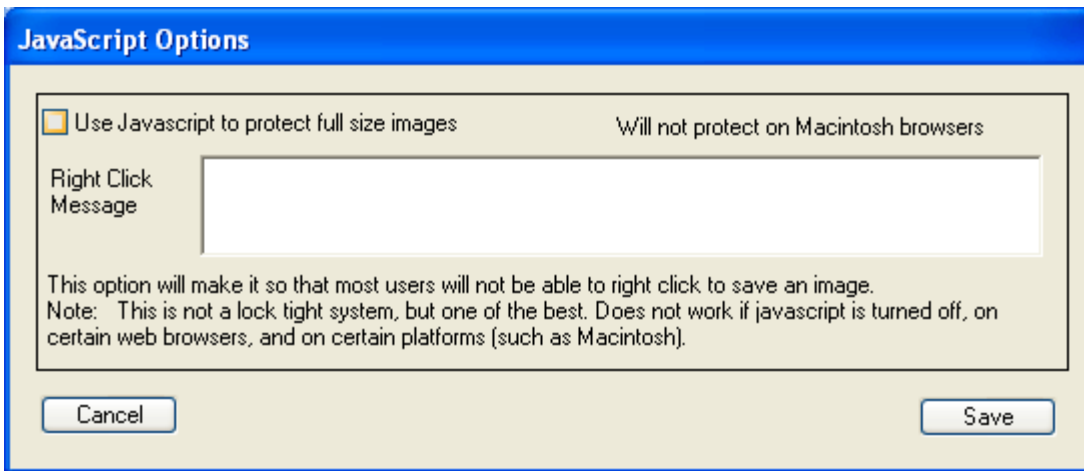 JavaScript Options
Use Javascript to protect full size images
Will not protect on Macintosh browsers
Right Click
Message
This option will make it so that most users will not be able to right click to save an image.
Note: This is not a lock tight system, but one of the best. Does not work if javascript is turned off, on
certain web browsers, and on certain platforms (such as Macintosh).
Cancel
Save